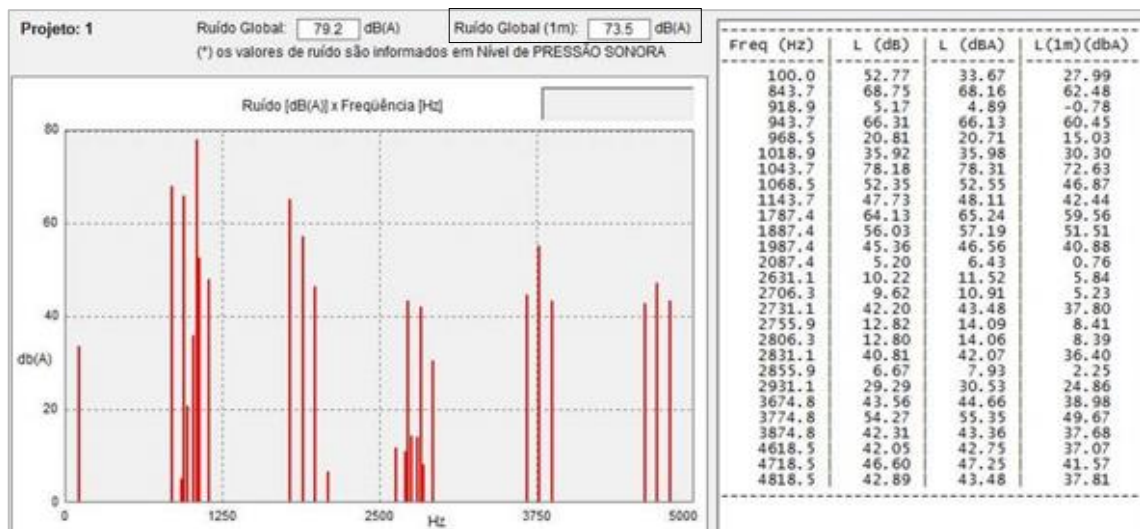 Projeto: 1 Ruído Global: 79.2 dB(A) Ruído Global (1m): 73.5 dB(A)
(*) os valores de ruído são informados em Nível de PRESSÃO SONORA
Ruído [dB(A)] x Freqüência [Hz]
80
60
40
db(A)
20
0
0 1250 2500 3750 5000
Hz
Freq (Hz) | L (dB) | L (dBA) | L(1m)(dbA)
100.0 | 52.77 | 33.67 | 27.99
843.7 | 68.75 | 68.16 | 62.48
918.9 | 5.17 | 4.89 | -0.78
943.7 | 66.31 | 66.13 | 60.45
968.5 | 20.81 | 20.71 | 15.03
1018.9 | 35.92 | 35.98 | 30.30
1043.7 | 78.18 | 78.31 | 72.63
1068.5 | 52.35 | 52.55 | 46.87
1143.7 | 47.73 | 48.11 | 42.44
1787.4 | 64.13 | 65.24 | 59.56
1887.4 | 56.03 | 57.19 | 51.51
1987.4 | 45.36 | 46.56 | 40.88
2087.4 | 5.20 | 6.43 | 0.76
2631.1 | 10.22 | 11.52 | 5.84
2706.3 | 9.62 | 10.91 | 5.23
2731.1 | 42.20 | 43.48 | 37.80
2755.9 | 12.82 | 14.09 | 8.41
2806.3 | 12.80 | 14.06 | 8.39
2831.1 | 40.81 | 42.07 | 36.40
2855.9 | 6.67 | 7.93 | 2.25
2931.1 | 29.29 | 30.53 | 24.86
3674.8 | 43.56 | 44.66 | 38.98
3774.8 | 54.27 | 55.35 | 49.67
3874.8 | 42.31 | 43.36 | 37.68
4618.5 | 42.05 | 42.75 | 37.07
4718.5 | 46.60 | 47.25 | 41.57
4818.5 | 42.89 | 43.48 | 37.81